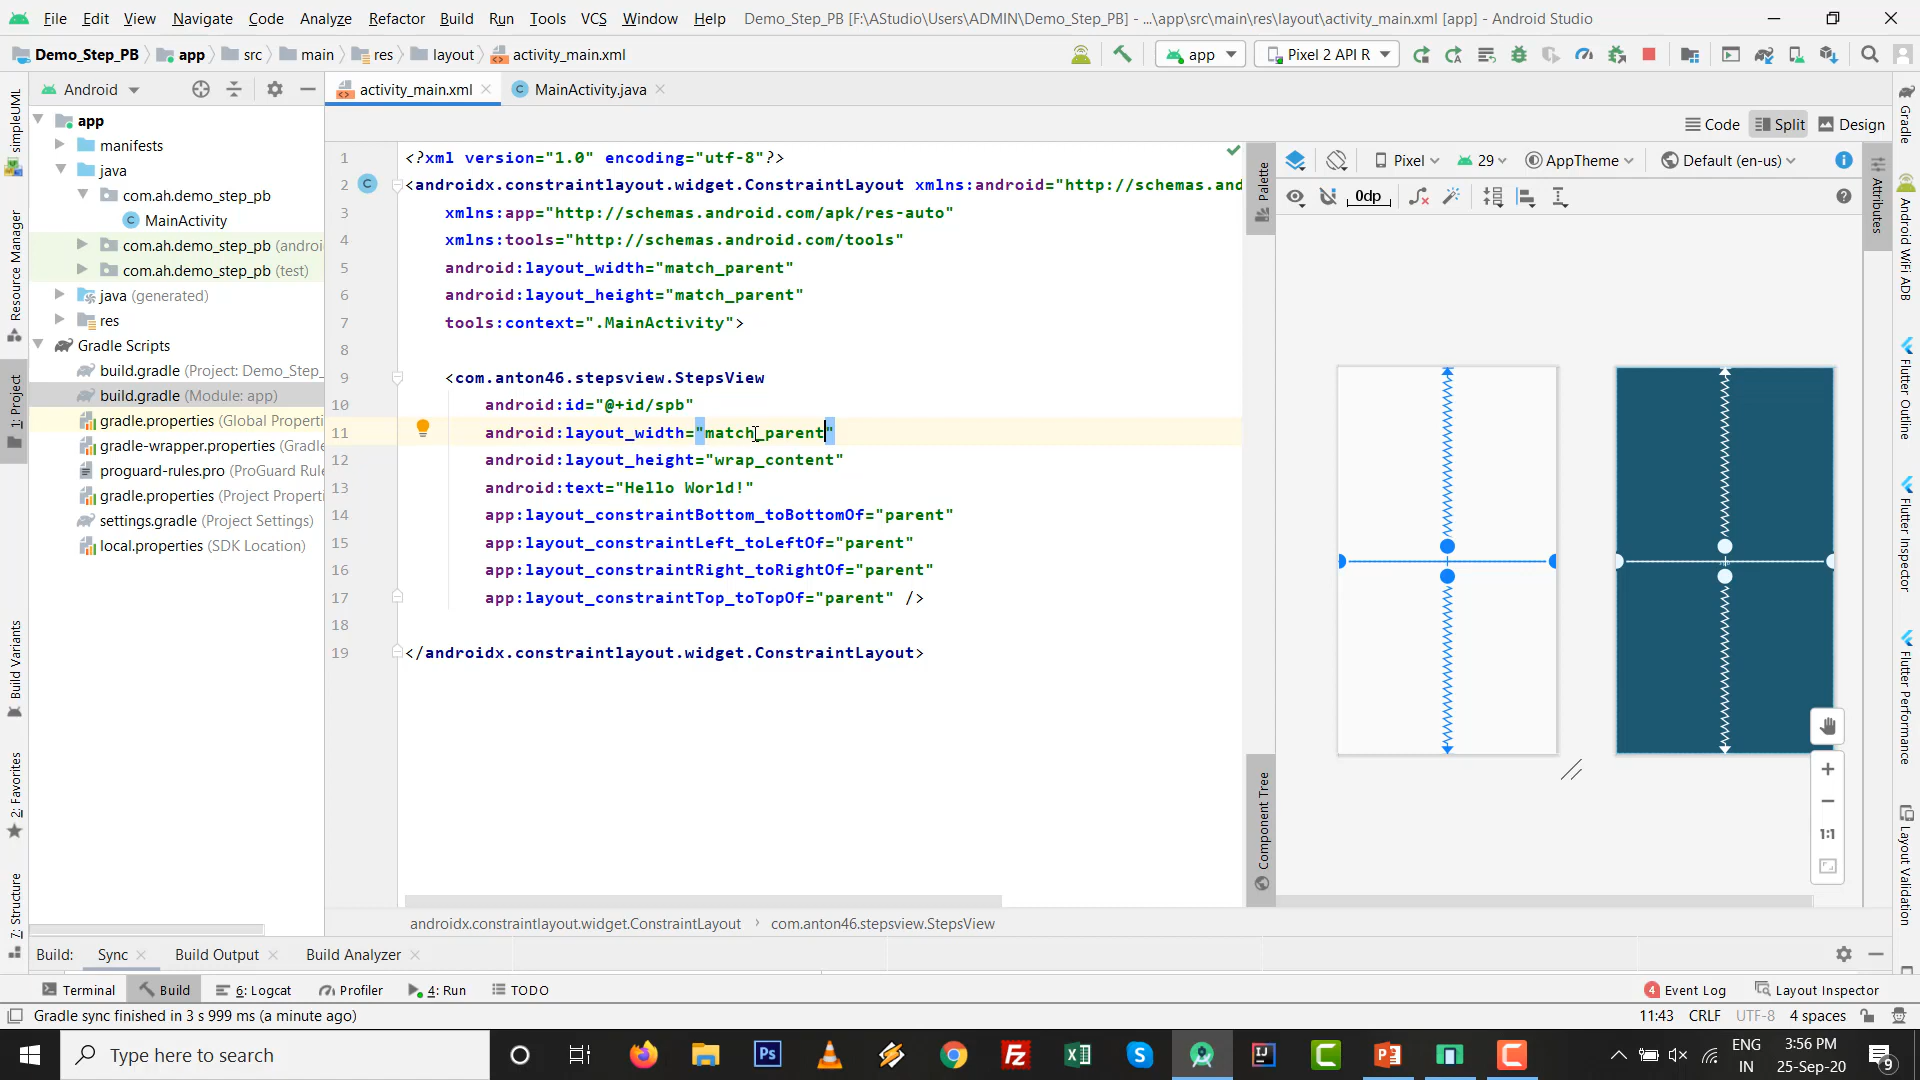 File Edit View Navigate Code Analyze Refactor Build Run Tools VCS Window Help Demo_Step_PB [F:\AStudio\Users\ADMIN\Demo_Step_PB] - ...\app\src\main\res\layout\activity_main.xml [app] - Android Studio
Demo_Step_PB app src main res layout activity_main.xml app Pixel 2 API R
Android activity_main.xml MainActivity.java
Code Split Design
simpleUML
Resource Manager
1: Project
Build Variants
2: Favorites
7: Structure
app
manifests
java
com.ah.demo_step_pb
MainActivity
com.ah.demo_step_pb (androi
com.ah.demo_step_pb (test)
java (generated)
res
Gradle Scripts
build.gradle (Project: Demo_Step_
build.gradle (Module: app)
gradle.properties (Global Properti
gradle-wrapper.properties (Gradle
proguard-rules.pro (ProGuard Rule
gradle.properties (Project Properti
settings.gradle (Project Settings)
local.properties (SDK Location)
1 <?xml version="1.0" encoding="utf-8"?>
2 <androidx.constraintlayout.widget.ConstraintLayout xmlns:android="http://schemas.and
3 xmlns:app="http://schemas.android.com/apk/res-auto"
4 xmlns:tools="http://schemas.android.com/tools"
5 android:layout_width="match_parent"
6 android:layout_height="match_parent"
7 tools:context=".MainActivity">
8
9 <com.anton46.stepsview.StepsView
10 android:id="@+id/spb"
11 android:layout_width="match_parent"
12 android:layout_height="wrap_content"
13 android:text="Hello World!"
14 app:layout_constraintBottom_toBottomOf="parent"
15 app:layout_constraintLeft_toLeftOf="parent"
16 app:layout_constraintRight_toRightOf="parent"
17 app:layout_constraintTop_toTopOf="parent" />
18
19 </androidx.constraintlayout.widget.ConstraintLayout>
androidx.constraintlayout.widget.ConstraintLayout › com.anton46.stepsview.StepsView
Palette
Component Tree
Pixel 29 AppTheme Default (en-us)
0dp
1:1
Attributes
Gradle
Android WiFi ADB
Flutter Outline
Flutter Inspector
Flutter Performance
Layout Validation
Build: Sync Build Output Build Analyzer
Terminal Build 6: Logcat Profiler 4: Run TODO 4 Event Log Layout Inspector
Gradle sync finished in 3 s 999 ms (a minute ago) 11:43 CRLF UTF-8 4 spaces
Type here to search
ENG
IN
3:56 PM
25-Sep-20
9